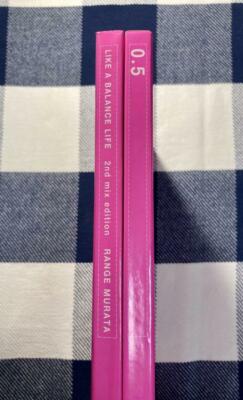 LIKE A BALANCE LIFE 2nd mix edition RANGE MURATA
0.5